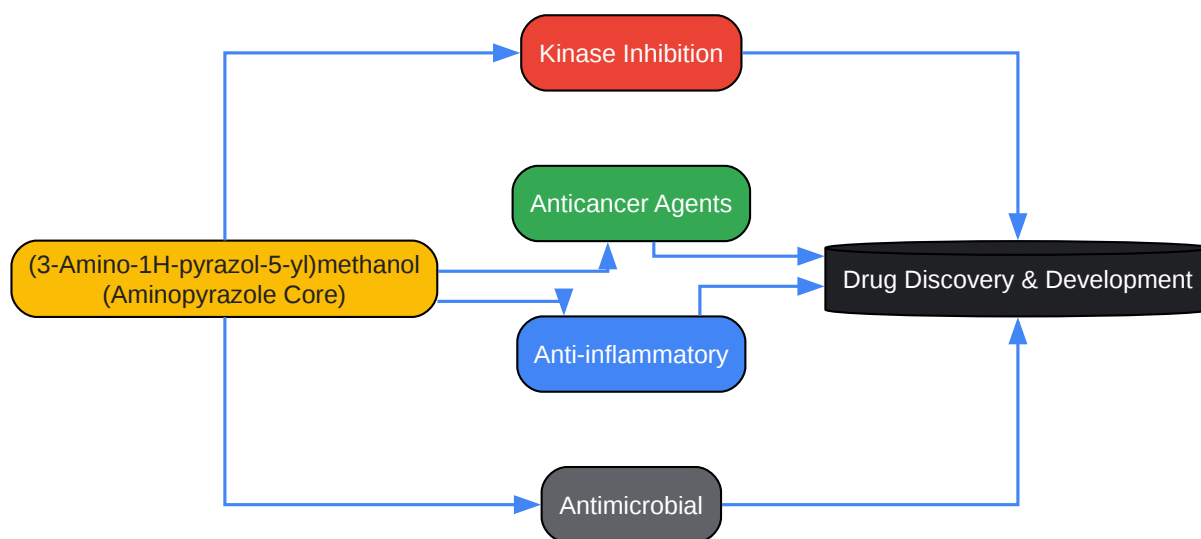 Kinase Inhibition
Anticancer Agents
(3-Amino-1H-pyrazol-5-yl)methanol
(Aminopyrazole Core)
Drug Discovery & Development
Anti-inflammatory
Antimicrobial